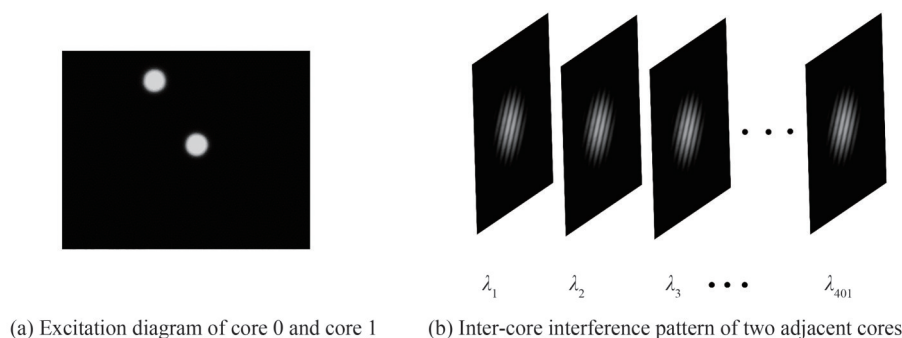 λ1 λ2 λ3 • • • λ401
(a) Excitation diagram of core 0 and core 1
(b) Inter-core interference pattern of two adjacent cores